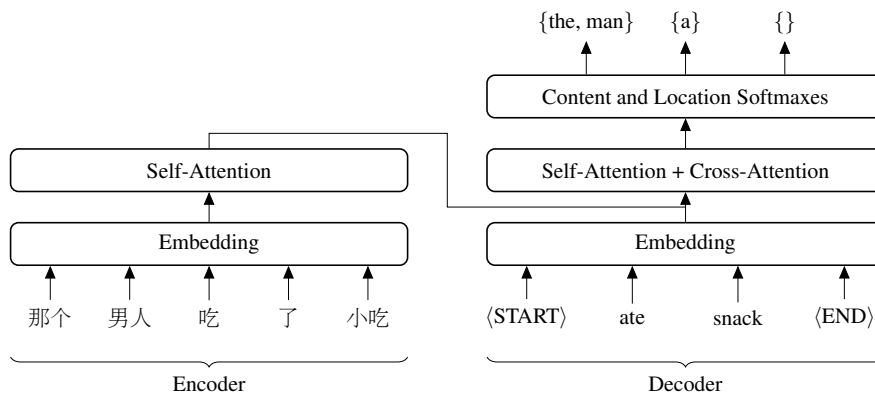 {the, man} {a} {}
Content and Location Softmaxes
Self-Attention
Self-Attention + Cross-Attention
Embedding
Embedding
那个 男人 吃 了 小吃
⟨START⟩ ate snack ⟨END⟩
Encoder
Decoder